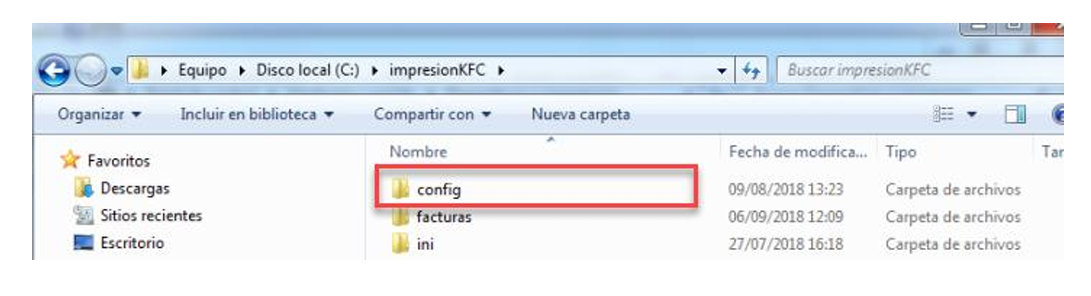 Equipo Disco local (C:) impresionKFC
Buscar impresionKFC
Organizar Incluir en biblioteca Compartir con Nueva carpeta
Nombre Fecha de modifica... Tipo
Favoritos
Descargas
Sitios recientes
Escritorio
config 09/08/2018 13:23 Carpeta de archivos
facturas 06/09/2018 12:09 Carpeta de archivos
ini 27/07/2018 16:18 Carpeta de archivos